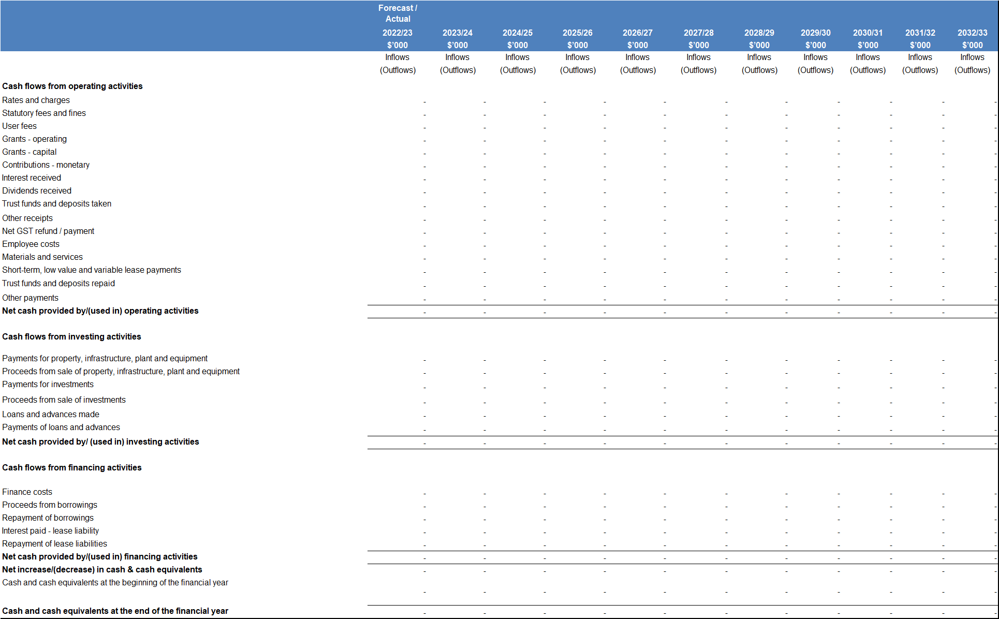 Forecast /
Actual
2022/23 2023/24 2024/25 2025/26 2026/27 2027/28 2028/29 2029/30 2030/31 2031/32 2032/33
$’000 $’000 $’000 $’000 $’000 $’000 $’000 $’000 $’000 $’000 $’000
Inflows Inflows Inflows Inflows Inflows Inflows Inflows Inflows Inflows Inflows Inflows
(Outflows) (Outflows) (Outflows) (Outflows) (Outflows) (Outflows) (Outflows) (Outflows) (Outflows) (Outflows) (Outflows)
Cash flows from operating activities
Rates and charges - - - - - - - - - - -
Statutory fees and fines - - - - - - - - - - -
User fees - - - - - - - - - - -
Grants - operating - - - - - - - - - - -
Grants - capital - - - - - - - - - - -
Contributions - monetary - - - - - - - - - - -
Interest received - - - - - - - - - - -
Dividends received - - - - - - - - - - -
Trust funds and deposits taken - - - - - - - - - - -
Other receipts - - - - - - - - - - -
Net GST refund / payment - - - - - - - - - - -
Employee costs - - - - - - - - - - -
Materials and services - - - - - - - - - - -
Short-term, low value and variable lease payments - - - - - - - - - - -
Trust funds and deposits repaid - - - - - - - - - - -
Other payments - - - - - - - - - - -
Net cash provided by/(used in) operating activities - - - - - - - - - - -
Cash flows from investing activities
Payments for property, infrastructure, plant and equipment - - - - - - - - - - -
Proceeds from sale of property, infrastructure, plant and equipment - - - - - - - - - - -
Payments for investments - - - - - - - - - - -
Proceeds from sale of investments - - - - - - - - - - -
Loans and advances made - - - - - - - - - - -
Payments of loans and advances - - - - - - - - - - -
Net cash provided by/ (used in) investing activities - - - - - - - - - - -
Cash flows from financing activities
Finance costs - - - - - - - - - - -
Proceeds from borrowings - - - - - - - - - - -
Repayment of borrowings - - - - - - - - - - -
Interest paid - lease liability - - - - - - - - - - -
Repayment of lease liabilities - - - - - - - - - - -
Net cash provided by/(used in) financing activities - - - - - - - - - - -
Net increase/(decrease) in cash & cash equivalents - - - - - - - - - - -
Cash and cash equivalents at the beginning of the financial year - - - - - - - - - - -
Cash and cash equivalents at the end of the financial year - - - - - - - - - - -